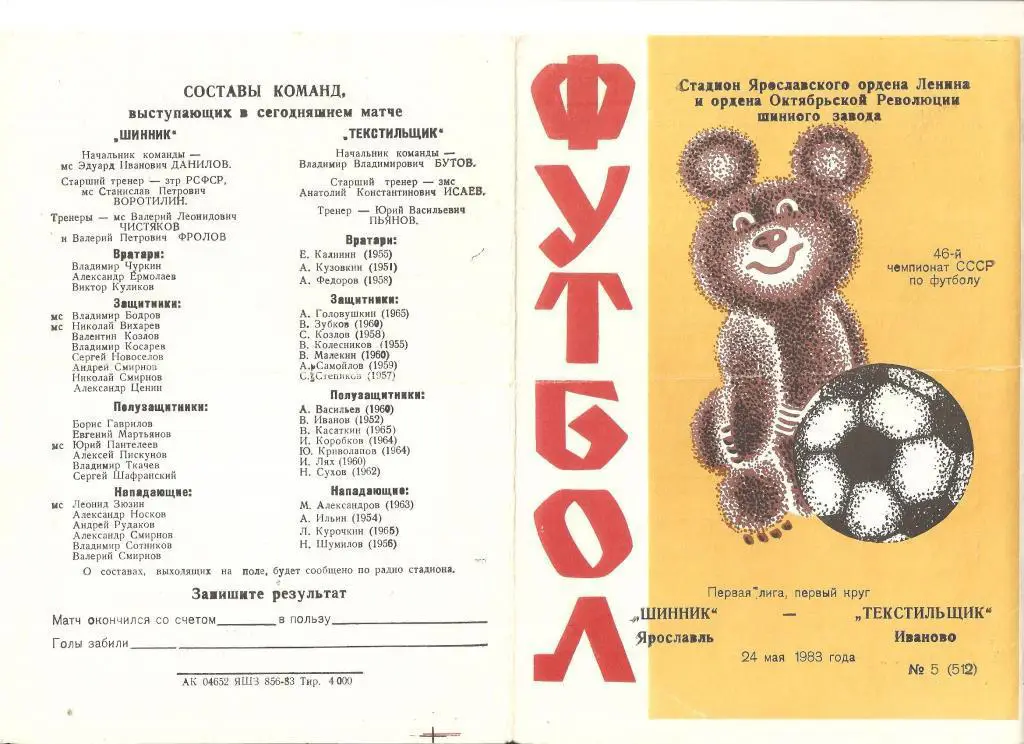 СОСТАВЫ КОМАНД,
выступающих в сегодняшнем матче
„ШИННИК“
Начальник команды —
мс Эдуард Иванович ДАНИЛОВ.
Старший тренер — зтр РСФСР,
мс Станислав Петрович
ВОРОТИЛИН.
Тренеры — мс Валерий Леонидович
ЧИСТЯКОВ
и Валерий Петрович ФРОЛОВ
Вратари:
Владимир Чуркин
Александр Ермолаев
Виктор Куликов
Защитники:
мс Владимир Бодров
мс Николай Вихарев
Валентин Козлов
Владимир Косарев
Сергей Новоселов
Андрей Смирнов
Николай Смирнов
Александр Ценин
Полузащитники:
Борис Гаврилов
Евгений Мартьянов
мс Юрий Пантелеев
Алексей Пискунов
Владимир Ткачев
Сергей Шафранский
Нападающие:
мс Леонид Зюзин
Александр Носков
Андрей Рудаков
Александр Смирнов
Владимир Сотников
Валерий Смирнов
„ТЕКСТИЛЬЩИК“
Начальник команды —
Владимир Владимирович БУТОВ.
Старший тренер — змс
Анатолий Константинович ИСАЕВ.
Тренер — Юрий Васильевич
ПЬЯНОВ.
Вратари:
Е. Калинин (1955)
А. Кузовкин (1951)
А. Федоров (1958)
Защитники:
А. Головушкин (1965)
В. Зубков (1960)
С. Козлов (1958)
В. Колесников (1955)
В. Малекин (1960)
А. Самойлов (1959)
С. Степиков (1957)
Полузащитники:
А. Васильев (1960)
В. Иванов (1952)
В. Касаткин (1965)
И. Коробков (1964)
Ю. Криволапов (1964)
И. Лях (1960)
Н. Сухов (1962)
Нападающие:
М. Александров (1963)
А. Ильин (1954)
Л. Курочкин (1965)
Н. Шумилов (1956)
О составах, выходящих на поле, будет сообщено по радио стадиона.
Запишите результат
Матч окончился со счетом_______в пользу_______
Голы забили_______
АК 04652 ЯШЗ 856-83 Тир. 4 000
ФУТБОЛ
Стадион Ярославского ордена Ленина
и ордена Октябрьской Революции
шинного завода
46-й
чемпионат СССР
по футболу
Первая лига, первый круг
„ШИННИК“ — „ТЕКСТИЛЬЩИК“
Ярославль Иваново
24 мая 1983 года
№ 5 (512)